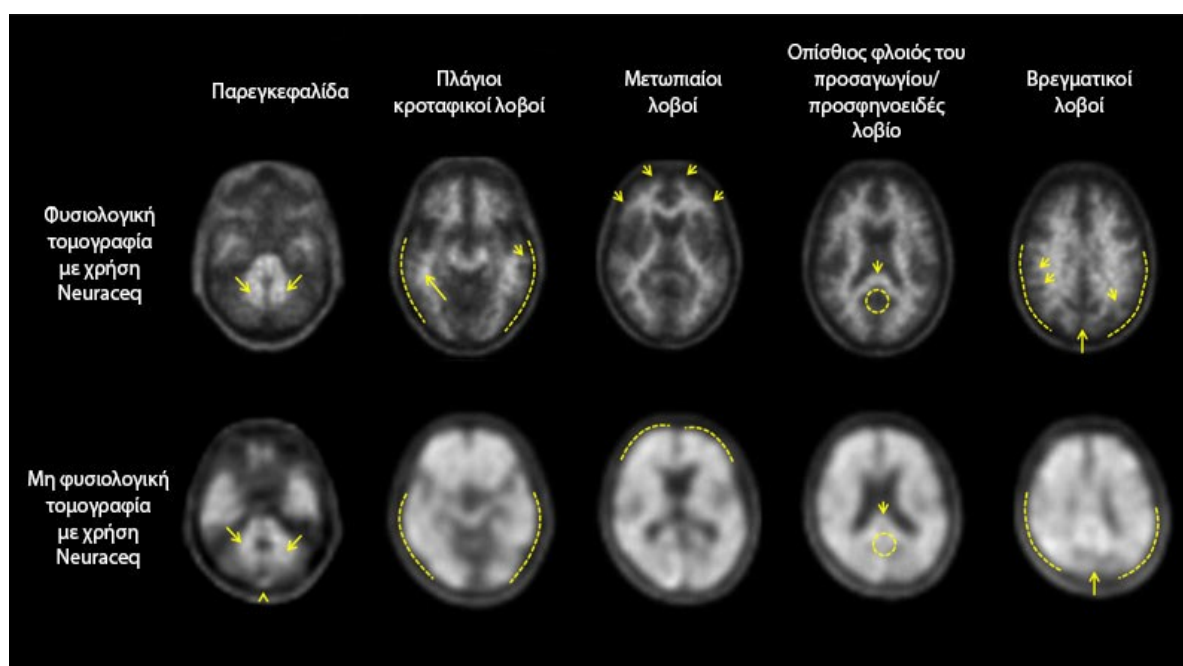 Παρεγκεφαλίδα
Πλάγιοι
κροταφικοί λοβοί
Μετωπιαίοι
λοβοί
Οπίσθιος φλοιός του
προσαγωγίου/
προσφηνοειδές
λοβίο
Βρεγματικοί
λοβοί
Φυσιολογική
τομογραφία
με χρήση
Neuraceq
Μη φυσιολογική
τομογραφία
με χρήση
Neuraceq